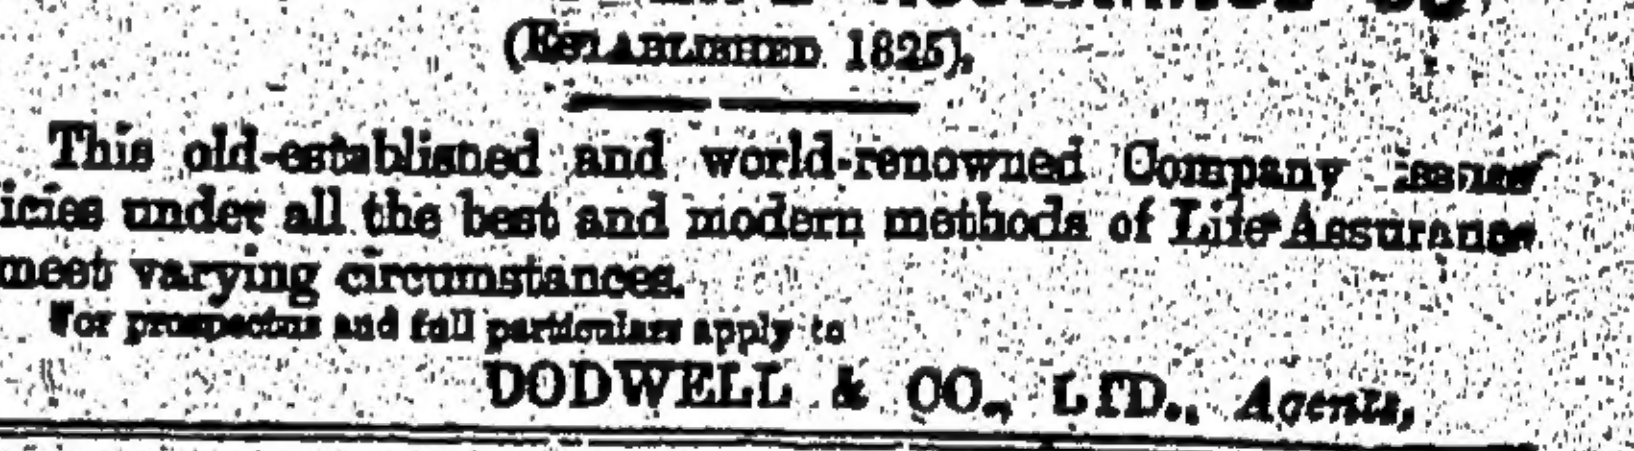 (ESTABLISHED 1825).
This old-established and world-renowned Company issues
icies under all the best and modern methods of Life Assurance
meet varying circumstances.
For prospectus and full particulars apply to
DODWELL & CO., LTD., Agents,